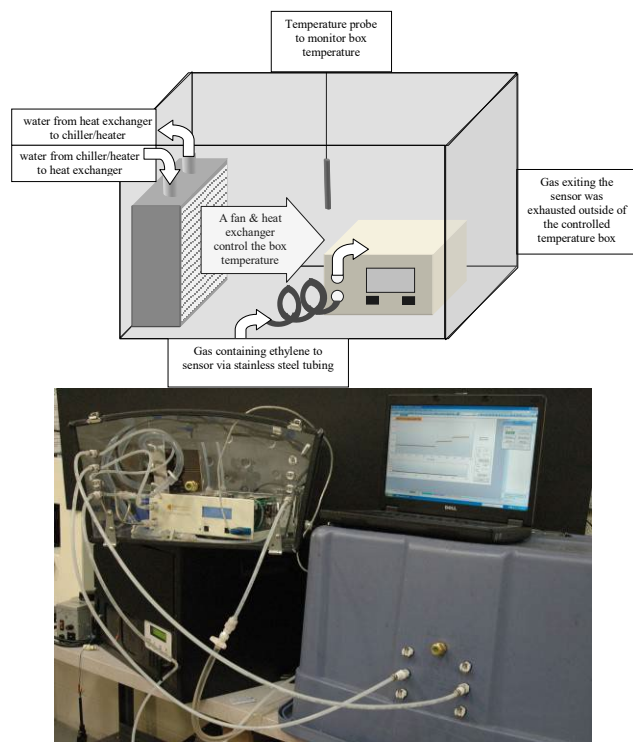 Temperature probe
to monitor box
temperature
water from heat exchanger
to chiller/heater
water from chiller/heater
to heat exchanger
A fan & heat
exchanger
control the box
temperature
Gas exiting the
sensor was
exhausted outside of
the controlled
temperature box
Gas containing ethylene to
sensor via stainless steel tubing
DELL